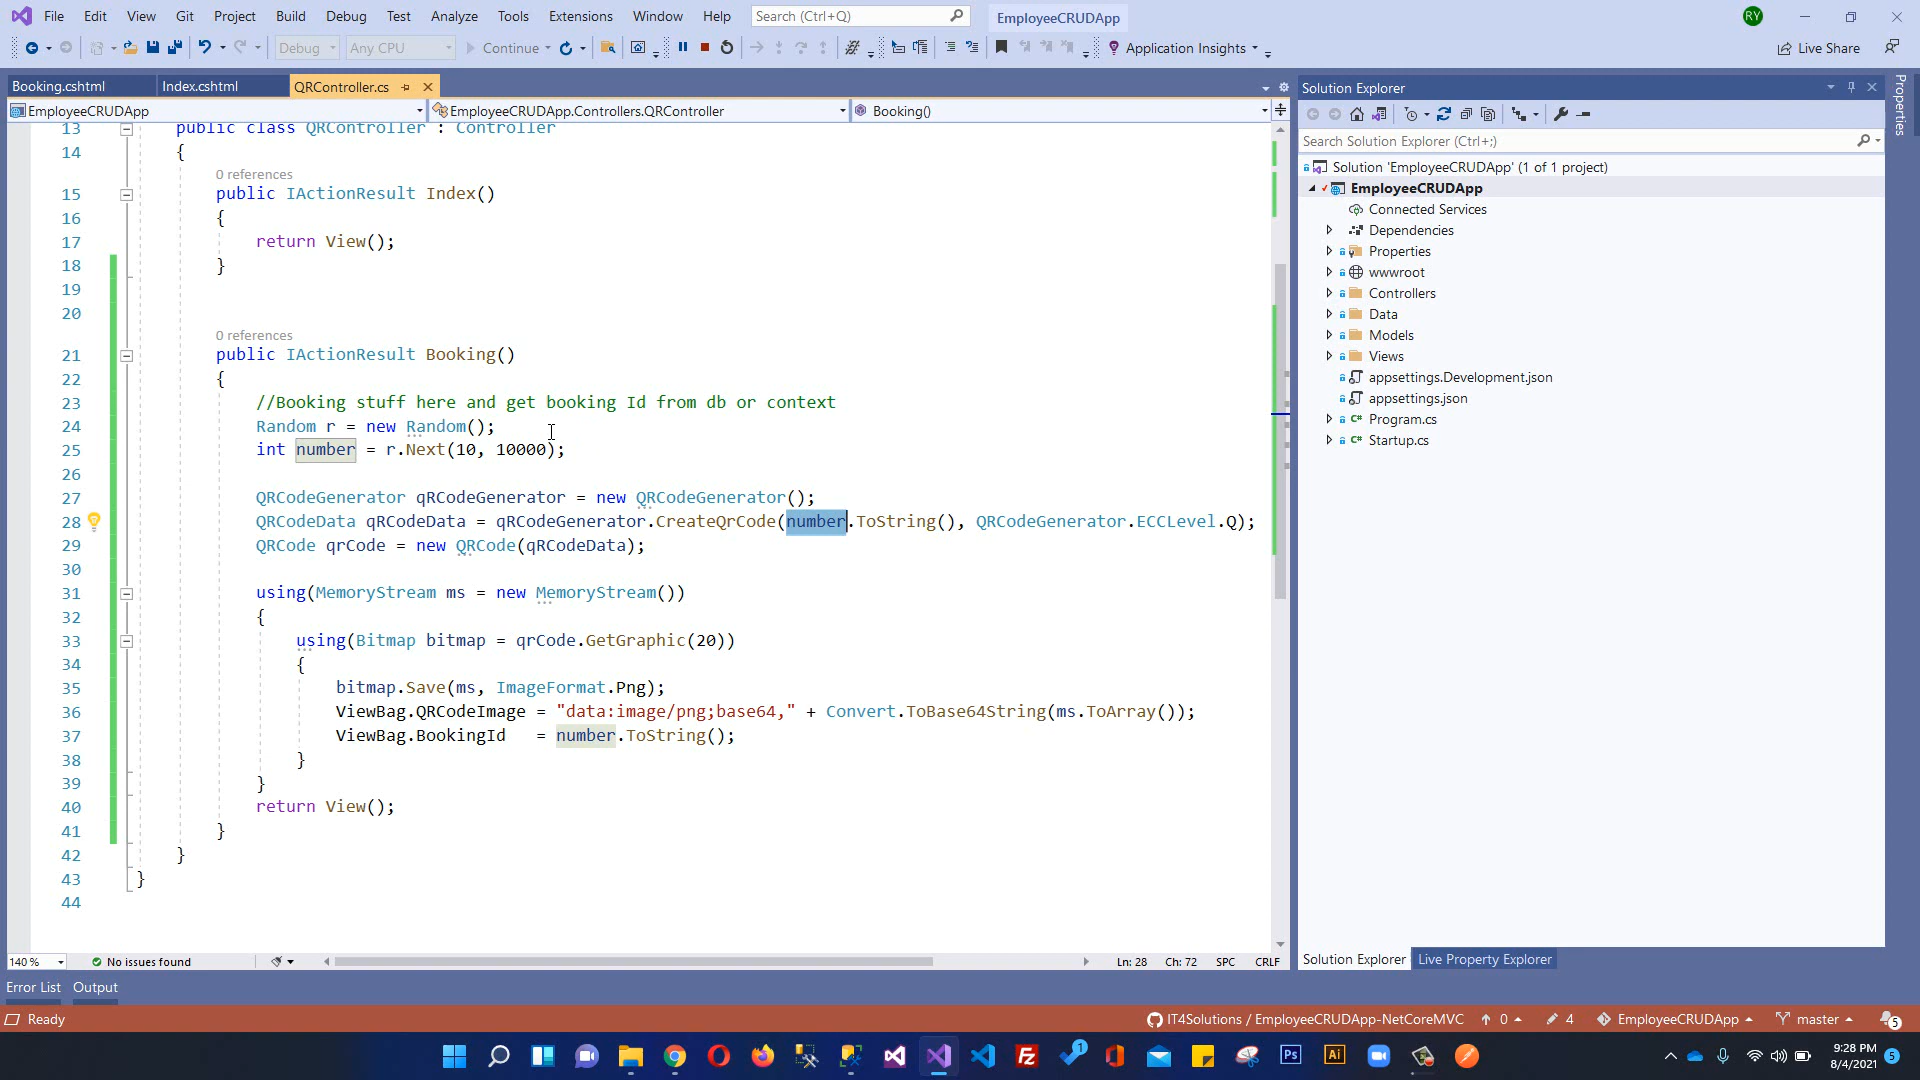 File Edit View Git Project Build Debug Test Analyze Tools Extensions Window Help Search (Ctrl+Q) EmployeeCRUDApp RY
Debug Any CPU Continue Application Insights Live Share
Booking.cshtml Index.cshtml QRController.cs
EmployeeCRUDApp EmployeeCRUDApp.Controllers.QRController Booking()
13 public class QRController : Controller
14 {
0 references
15 public IActionResult Index()
16 {
17 return View();
18 }
19
20
0 references
21 public IActionResult Booking()
22 {
23 //Booking stuff here and get booking Id from db or context
24 Random r = new Random();
25 int number = r.Next(10, 10000);
26
27 QRCodeGenerator qRCodeGenerator = new QRCodeGenerator();
28 QRCodeData qRCodeData = qRCodeGenerator.CreateQrCode(number.ToString(), QRCodeGenerator.ECCLevel.Q);
29 QRCode qrCode = new QRCode(qRCodeData);
30
31 using(MemoryStream ms = new MemoryStream())
32 {
33 using(Bitmap bitmap = qrCode.GetGraphic(20))
34 {
35 bitmap.Save(ms, ImageFormat.Png);
36 ViewBag.QRCodeImage = "data:image/png;base64," + Convert.ToBase64String(ms.ToArray());
37 ViewBag.BookingId = number.ToString();
38 }
39 }
40 return View();
41 }
42 }
43 }
44
140 % No issues found Ln: 28 Ch: 72 SPC CRLF
Solution Explorer
Search Solution Explorer (Ctrl+;)
Solution 'EmployeeCRUDApp' (1 of 1 project)
EmployeeCRUDApp
Connected Services
Dependencies
Properties
wwwroot
Controllers
Data
Models
Views
appsettings.Development.json
appsettings.json
C# Program.cs
C# Startup.cs
Solution Explorer Live Property Explorer
Properties
Error List Output
Ready IT4Solutions / EmployeeCRUDApp-NetCoreMVC 0 4 EmployeeCRUDApp master 5
1 Ps Ai 9:28 PM 5
8/4/2021